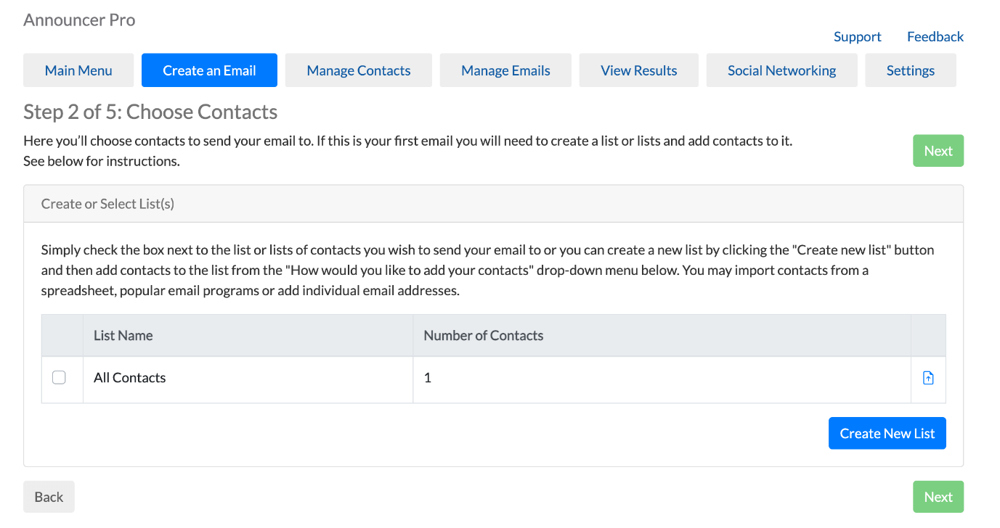 Announcer Pro
Support Feedback
Main Menu Create an Email Manage Contacts Manage Emails View Results Social Networking Settings
Step 2 of 5: Choose Contacts
Here you’ll choose contacts to send your email to. If this is your first email you will need to create a list or lists and add contacts to it.
See below for instructions.
Next
Create or Select List(s)
Simply check the box next to the list or lists of contacts you wish to send your email to or you can create a new list by clicking the "Create new list" button
and then add contacts to the list from the "How would you like to add your contacts" drop-down menu below. You may import contacts from a
spreadsheet, popular email programs or add individual email addresses.
List Name Number of Contacts
All Contacts 1
Create New List
Back Next